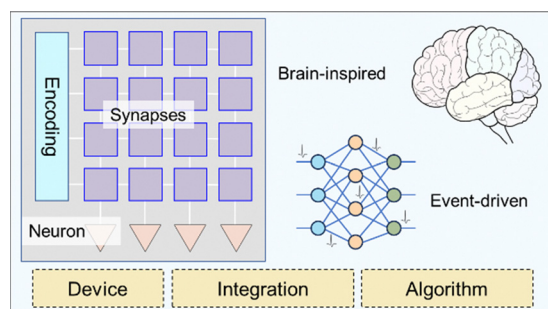 Encoding
Synapses
Neuron
Brain-inspired
Event-driven
Device
Integration
Algorithm